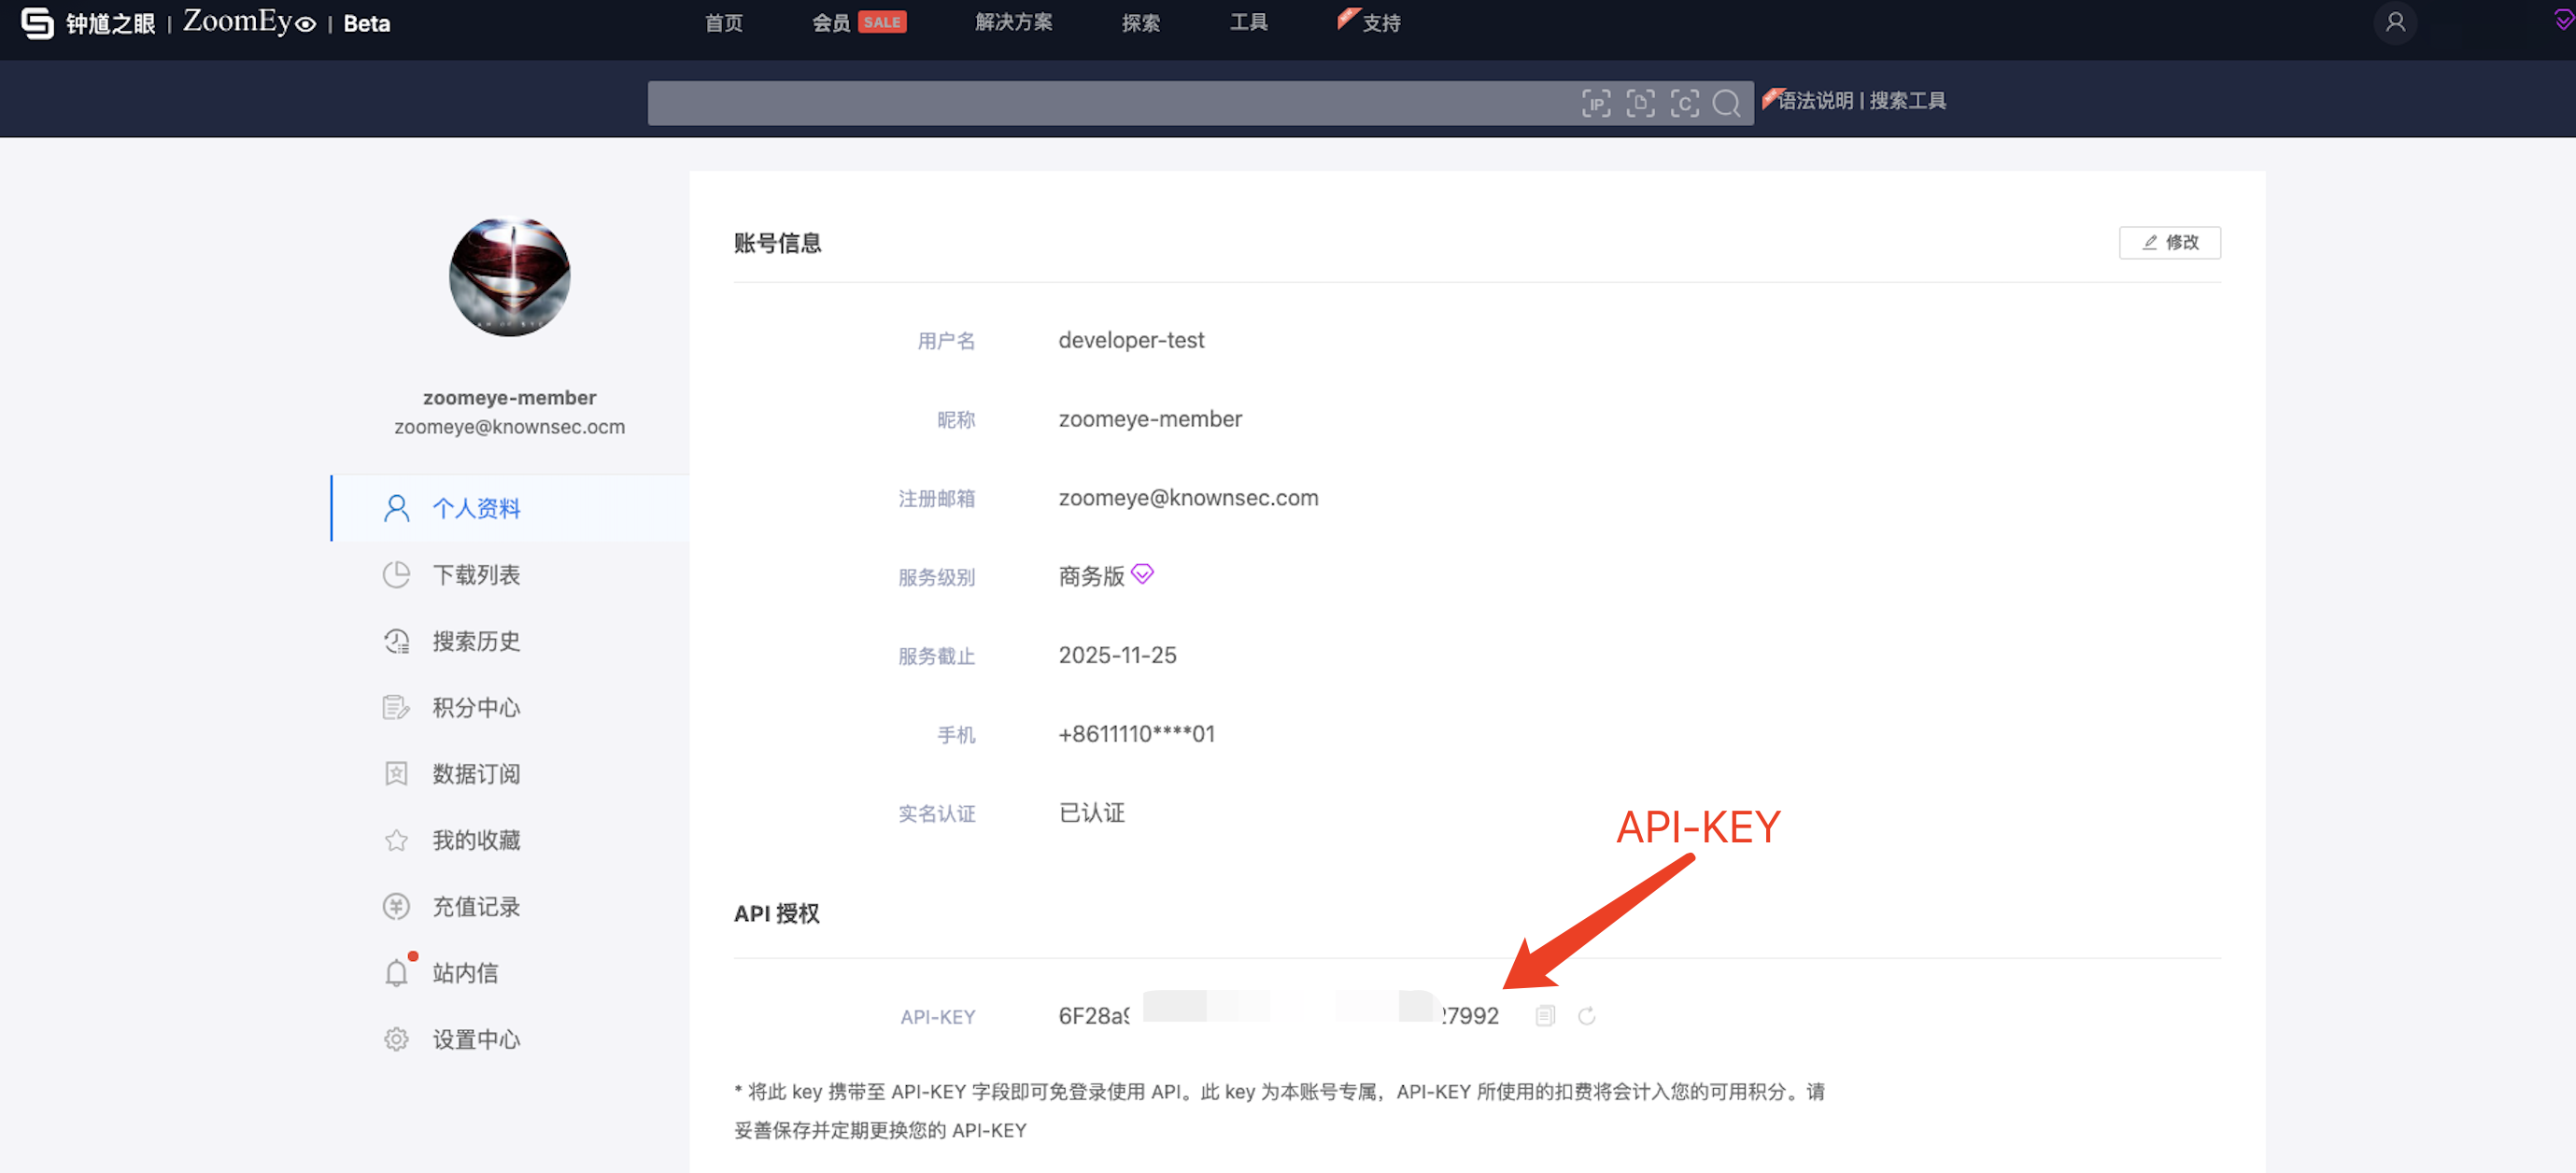 钟馗之眼 | ZoomEye | Beta
首页 会员 SALE 解决方案 探索 工具 支持
IP D C 语法说明 | 搜索工具
zoomeye-member
zoomeye@knownsec.ocm
个人资料
下载列表
搜索历史
积分中心
数据订阅
我的收藏
充值记录
站内信
设置中心
账号信息 修改
用户名 developer-test
昵称 zoomeye-member
注册邮箱 zoomeye@knownsec.com
服务级别 商务版
服务截止 2025-11-25
手机 +8611110****01
实名认证 已认证
API-KEY
API 授权
API-KEY 6F28a 27992
* 将此 key 携带至 API-KEY 字段即可免登录使用 API。此 key 为本账号专属，API-KEY 所使用的扣费将会计入您的可用积分。请
妥善保存并定期更换您的 API-KEY